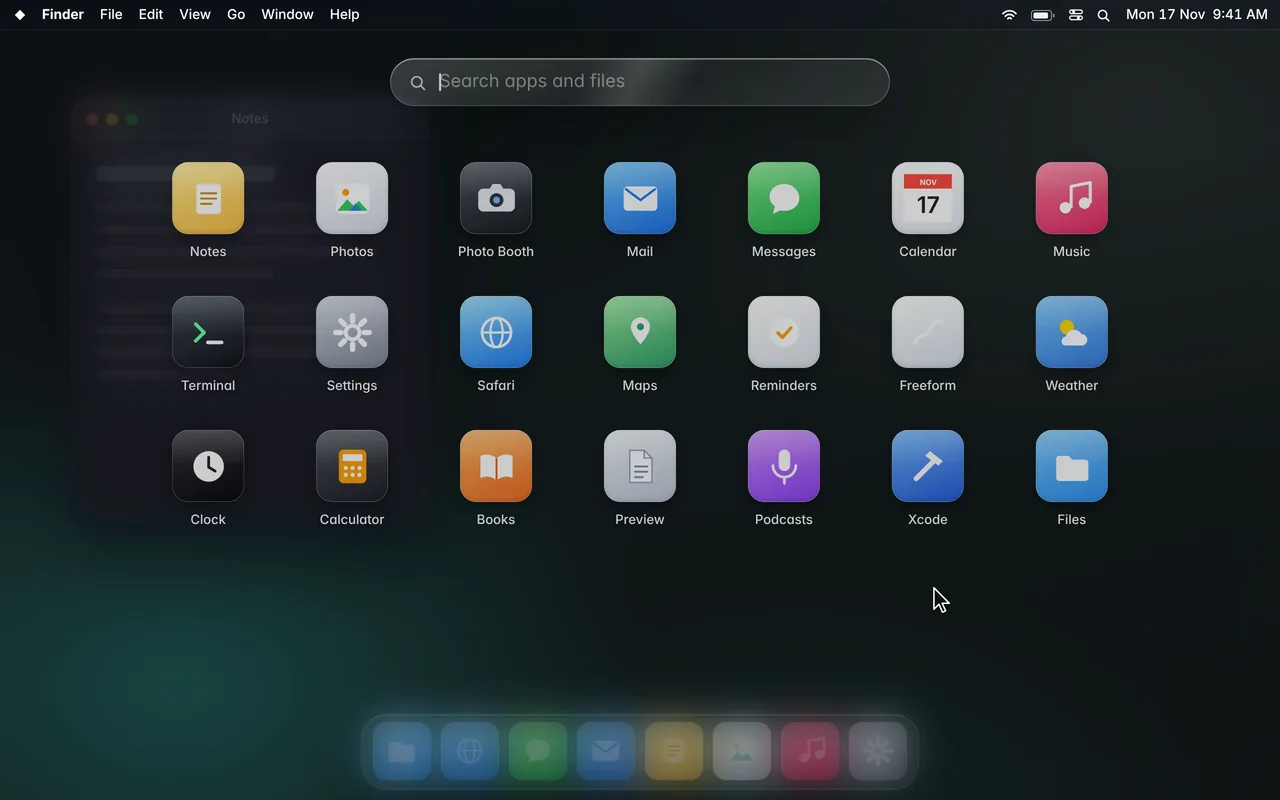 Finder File Edit View Go Window Help Mon 17 Nov 9:41 AM
Search apps and files
Notes
NOV
17
Notes Photos Photo Booth Mail Messages Calendar Music
Terminal Settings Safari Maps Reminders Freeform Weather
Clock Calculator Books Preview Podcasts Xcode Files